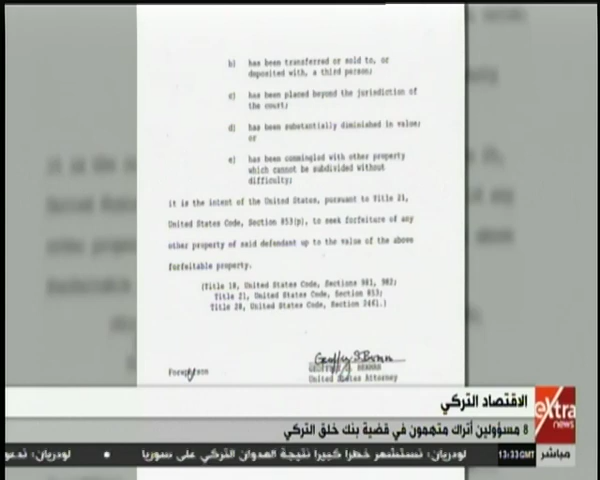 b) has been transferred or sold to, or
deposited with, a third person;
c) has been placed beyond the jurisdiction of
the court;
d) has been substantially diminished in value;
or
e) has been commingled with other property
which cannot be subdivided without
difficulty;
it is the intent of the United States, pursuant to Title 21,
United States Code, Section 853(p), to seek forfeiture of any
other property of said defendant up to the value of the above
forfeitable property.
(Title 18, United States Code, Sections 981, 982;
Title 21, United States Code, Section 853;
Title 28, United States Code, Section 2461.)
Foreperson
GEOFFREY S. BERMAN
United States Attorney
الاقتصاد التركي
8 مسؤولين أتراك متهمون في قضية بنك خلق التركي
eXtra
news
مباشر
13:33GMT
لودريان: نستشعر خطرا كبيرا نتيجة العدوان التركي على سوريا